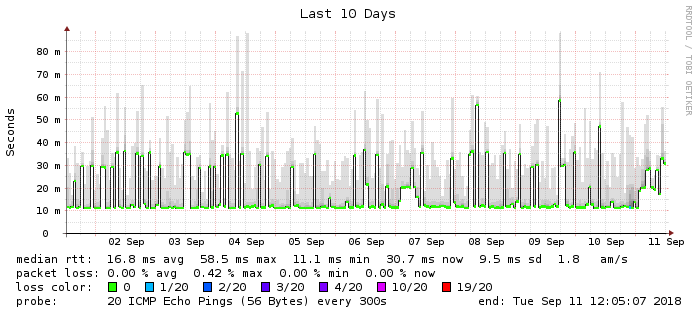 Last 10 Days
RRDTOOL / TOBI OETIKER
Seconds
80 m
70 m
60 m
50 m
40 m
30 m
20 m
10 m
0
02 Sep 03 Sep 04 Sep 05 Sep 06 Sep 07 Sep 08 Sep 09 Sep 10 Sep 11 Sep
median rtt: 16.8 ms avg 58.5 ms max 11.1 ms min 30.7 ms now 9.5 ms sd 1.8 am/s
packet loss: 0.00 % avg 0.42 % max 0.00 % min 0.00 % now
loss color: 0 1/20 2/20 3/20 4/20 10/20 19/20
probe: 20 ICMP Echo Pings (56 Bytes) every 300s end: Tue Sep 11 12:05:07 2018